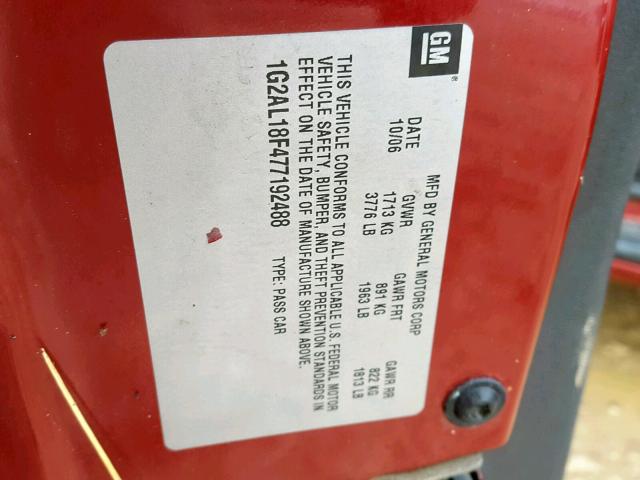 GM
MFD BY GENERAL MOTORS CORP
DATE GVWR GAWR FRT GAWR RR
10/06 1713 KG 891 KG 822 KG
3776 LB 1963 LB 1813 LB
THIS VEHICLE CONFORMS TO ALL APPLICABLE U.S. FEDERAL MOTOR
VEHICLE SAFETY, BUMPER, AND THEFT PREVENTION STANDARDS IN
EFFECT ON THE DATE OF MANUFACTURE SHOWN ABOVE.
1G2AL18F477192488 TYPE: PASS CAR